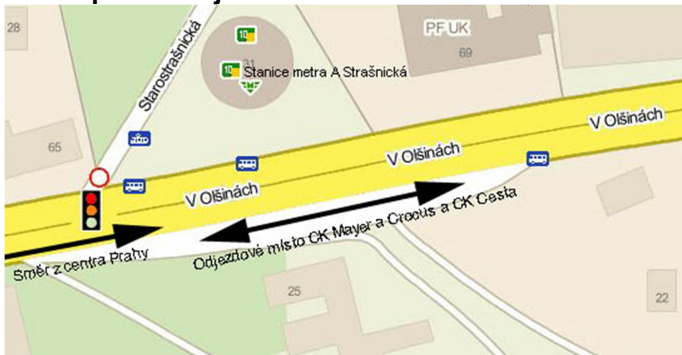 28
Starostrašnická
10
31
10
Stanice metra A Strašnická
PF UK
69
65
V Olšinách
V Olšinách
V Olšinách
Směr z centra Prahy
Odjezdové místo CK Mayer a Crocus a CK Cesta
25
22